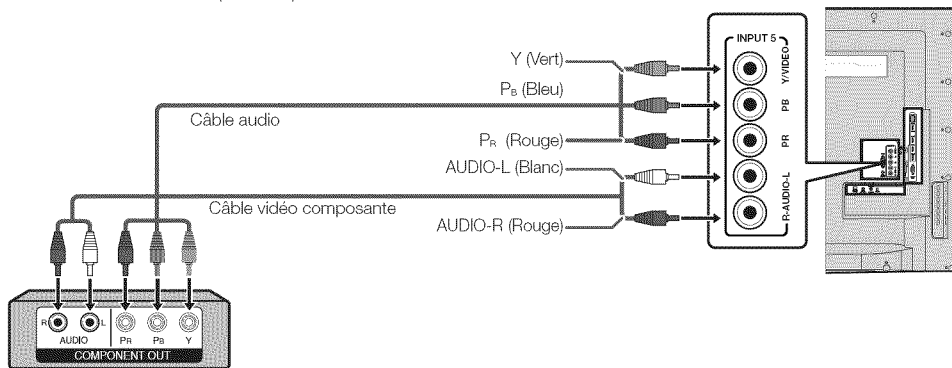 INPUT 5
Y (Vert)
Y/VIDEO
PB (Bleu)
PB
Câble audio
PR (Rouge)
PR
AUDIO-L (Blanc)
Câble vidéo composante
AUDIO-R (Rouge)
R-AUDIO-L
R L
AUDIO PR PB Y
COMPONENT OUT